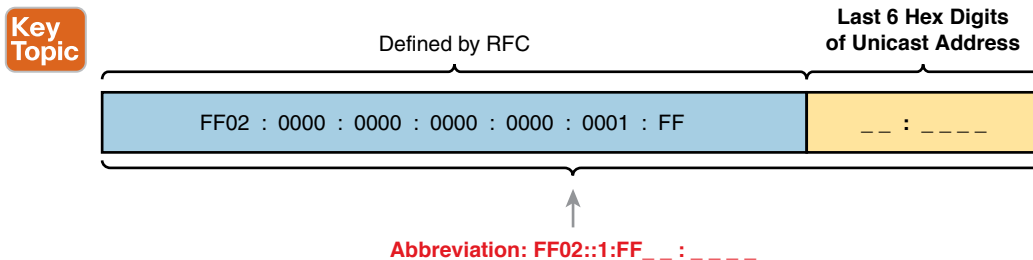 Key
Topic
Defined by RFC
Last 6 Hex Digits
of Unicast Address
FF02 : 0000 : 0000 : 0000 : 0000 : 0001 : FF
_ _ : _ _ _ _
Abbreviation: FF02::1:FF_ _ : _ _ _ _